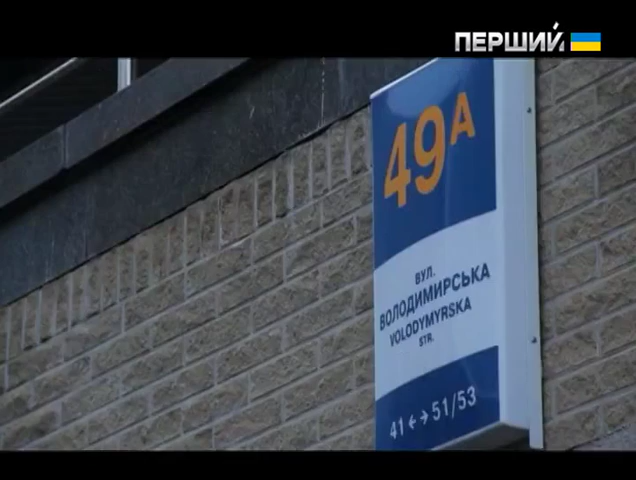 ПЕРШИЙ
49А
ВУЛ.
ВОЛОДИМИРСЬКА
VOLODYMYRSKA
STR.
41 ←→ 51/53